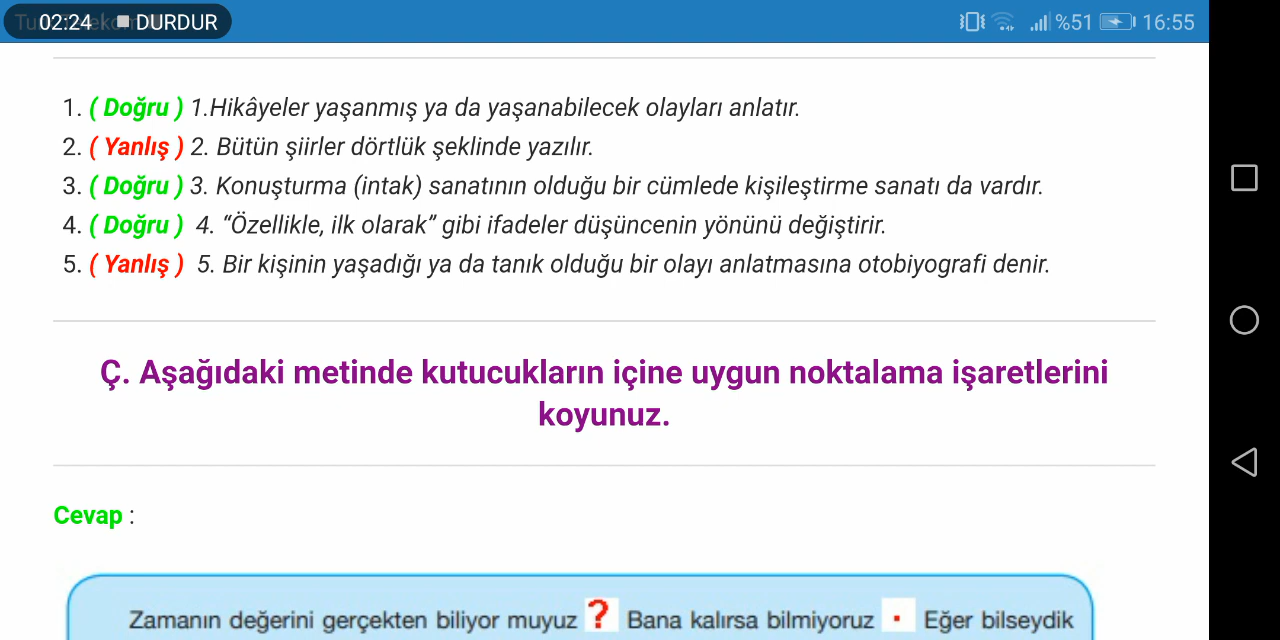 02:24 DURDUR %51 16:55
1. ( Doğru ) 1.Hikâyeler yaşanmış ya da yaşanabilecek olayları anlatır.
2. ( Yanlış ) 2. Bütün şiirler dörtlük şeklinde yazılır.
3. ( Doğru ) 3. Konuşturma (intak) sanatının olduğu bir cümlede kişileştirme sanatı da vardır.
4. ( Doğru ) 4. “Özellikle, ilk olarak” gibi ifadeler düşüncenin yönünü değiştirir.
5. ( Yanlış ) 5. Bir kişinin yaşadığı ya da tanık olduğu bir olayı anlatmasına otobiyografi denir.
Ç. Aşağıdaki metinde kutucukların içine uygun noktalama işaretlerini
koyunuz.
Cevap :
Zamanın değerini gerçekten biliyor muyuz ? Bana kalırsa bilmiyoruz . Eğer bilseydik